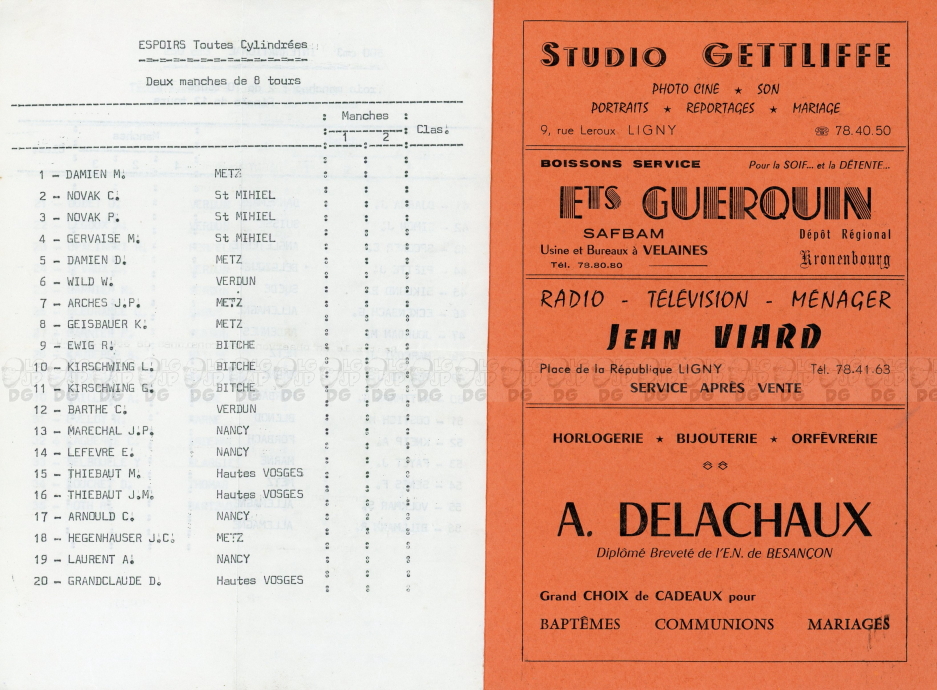 ESPOIRS Toutes Cylindrées
Deux manches de 8 tours
Manches
Clas.
1 2
1 - DAMIEN M. METZ
2 - NOVAK C. St MIHIEL
3 - NOVAK P. St MIHIEL
4 - GERVAISE M. St MIHIEL
5 - DAMIEN D. METZ
6 - WILD W. VERDUN
7 - ARCHES J.P. METZ
8 - GEISBAUER K. METZ
9 - EWIG R. BITCHE
10 - KIRSCHWING L. BITCHE
11 - KIRSCHWING G. BITCHE
12 - BARTHE C. VERDUN
13 - MARECHAL J.P. NANCY
14 - LEFEVRE E. NANCY
15 - THIEBAUT M. Hautes VOSGES
16 - THIEBAUT J.M. Hautes VOSGES
17 - ARNOULD C. NANCY
18 - HEGENHAUSER J.C. METZ
19 - LAURENT A. NANCY
20 - GRANDCLAUDE D. Hautes VOSGES
STUDIO GETTLIFFE
PHOTO CINÉ ★ SON
PORTRAITS ★ REPORTAGES ★ MARIAGE
9, rue Leroux LIGNY ☏ 78.40.50
BOISSONS SERVICE Pour la SOIF... et la DÉTENTE...
ETS GUERQUIN
SAFBAM Dépôt Régional
Usine et Bureaux à VELAINES Kronenbourg
Tél. 78.80.80
RADIO - TÉLÉVISION - MÉNAGER
JEAN VIARD
Place de la République LIGNY Tél. 78.41.63
SERVICE APRÈS VENTE
HORLOGERIE ★ BIJOUTERIE ★ ORFÈVRERIE
A. DELACHAUX
Diplômé Breveté de l'E.N. de BESANÇON
Grand CHOIX de CADEAUX pour
BAPTÊMES COMMUNIONS MARIAGES